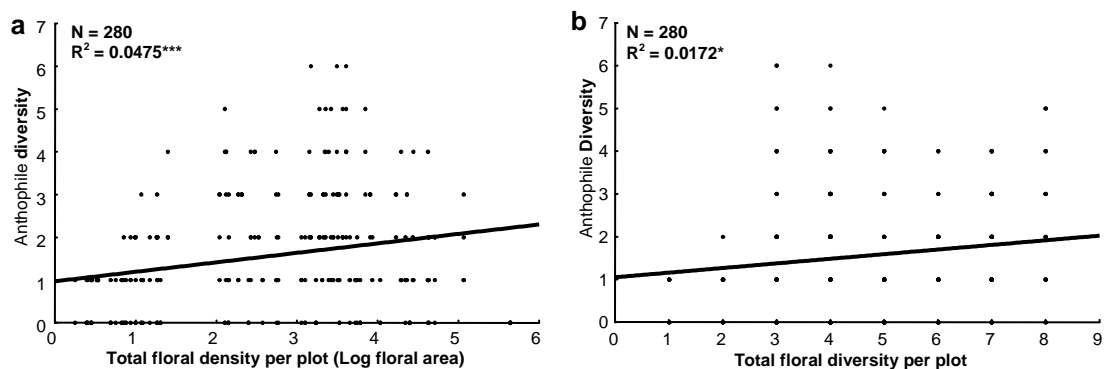 a
N = 280
R² = 0.0475***
Anthophile diversity
7
6
5
4
3
2
1
0
1 2 3 4 5 6
Total floral density per plot (Log floral area)
b
N = 280
R² = 0.0172*
Anthophile Diversity
7
6
5
4
3
2
1
0
0 1 2 3 4 5 6 7 8 9
Total floral diversity per plot